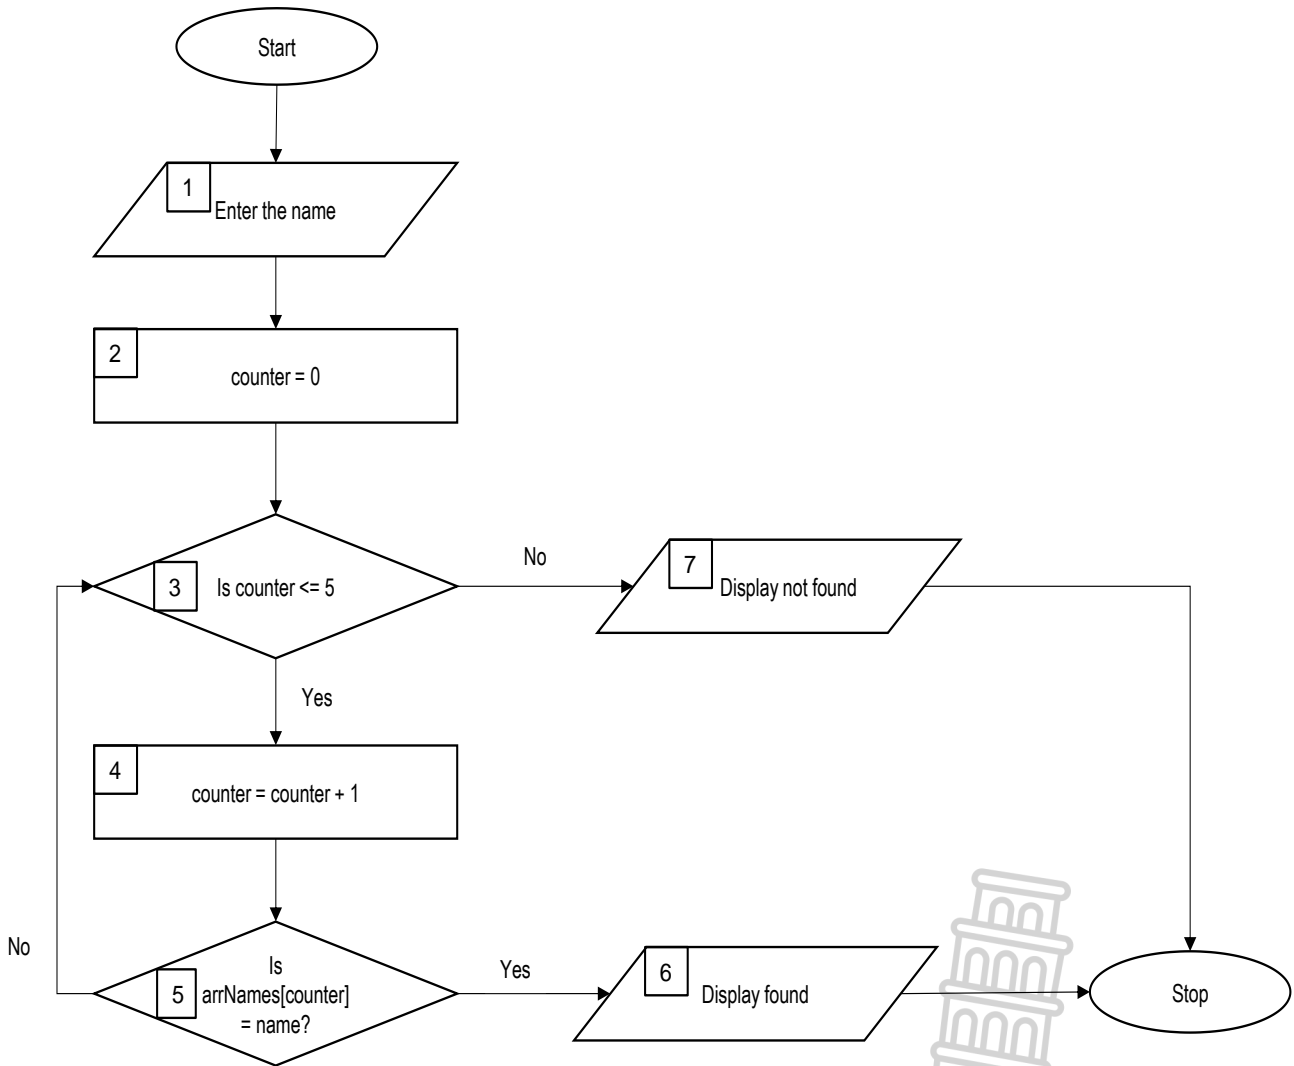 Start
1
Enter the name
2
counter = 0
3
Is counter <= 5
No
7
Display not found
Yes
4
counter = counter + 1
No
5
Is
arrNames[counter]
= name?
Yes
6
Display found
Stop